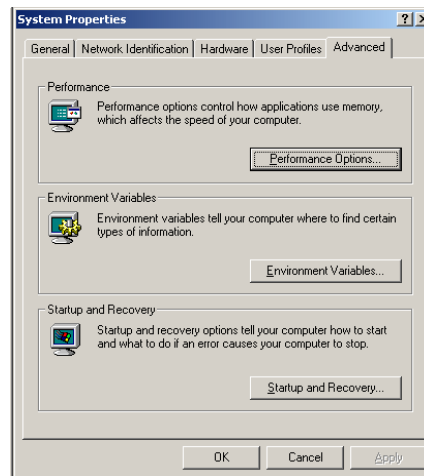 System Properties
General Network Identification Hardware User Profiles Advanced
Performance
Performance options control how applications use memory,
which affects the speed of your computer.
Performance Options...
Environment Variables
Environment variables tell your computer where to find certain
types of information.
Environment Variables...
Startup and Recovery
Startup and recovery options tell your computer how to start
and what to do if an error causes your computer to stop.
Startup and Recovery...
OK Cancel Apply